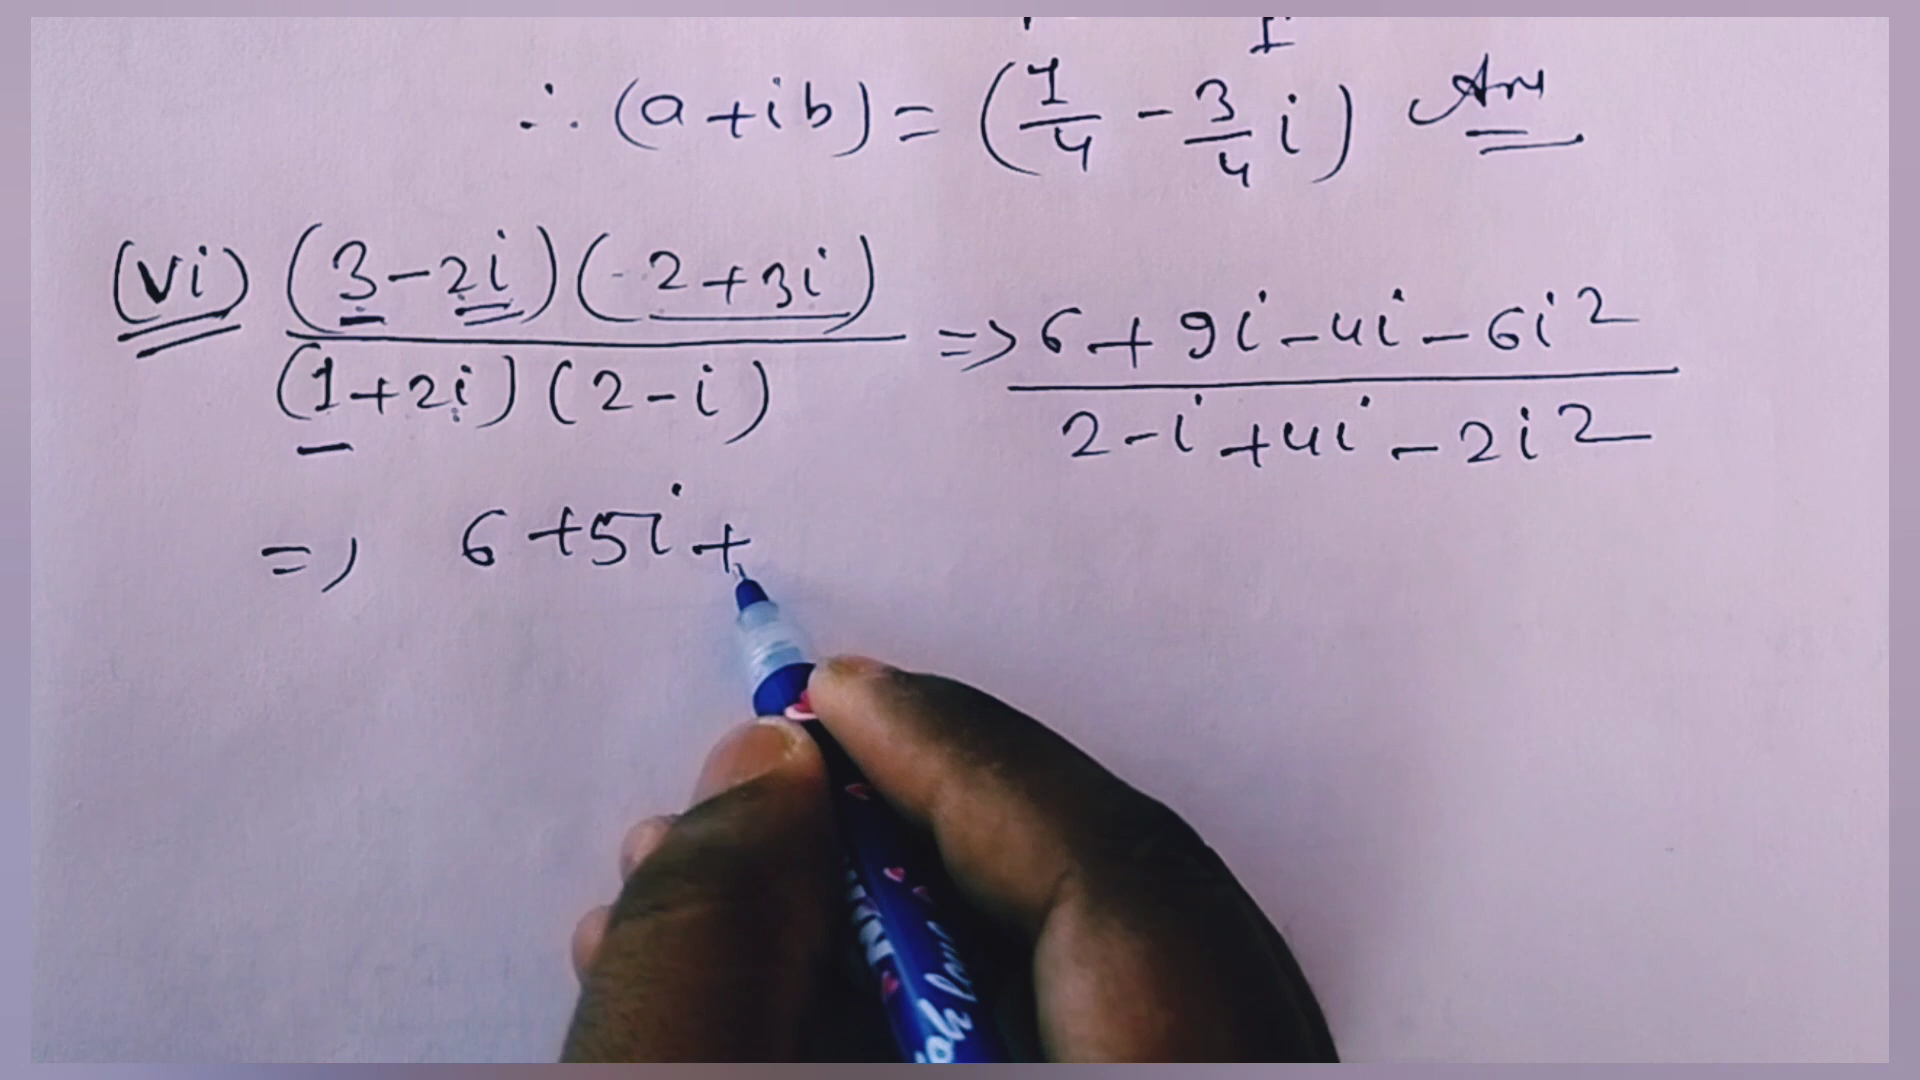 ∴ (a+ib) = (1/4 - 3/4 i) Ans
(vi) (3-2i)(2+3i) / (1+2i)(2-i) => 6+9i-4i-6i² / 2-i+4i-2i²
=> 6+5i+